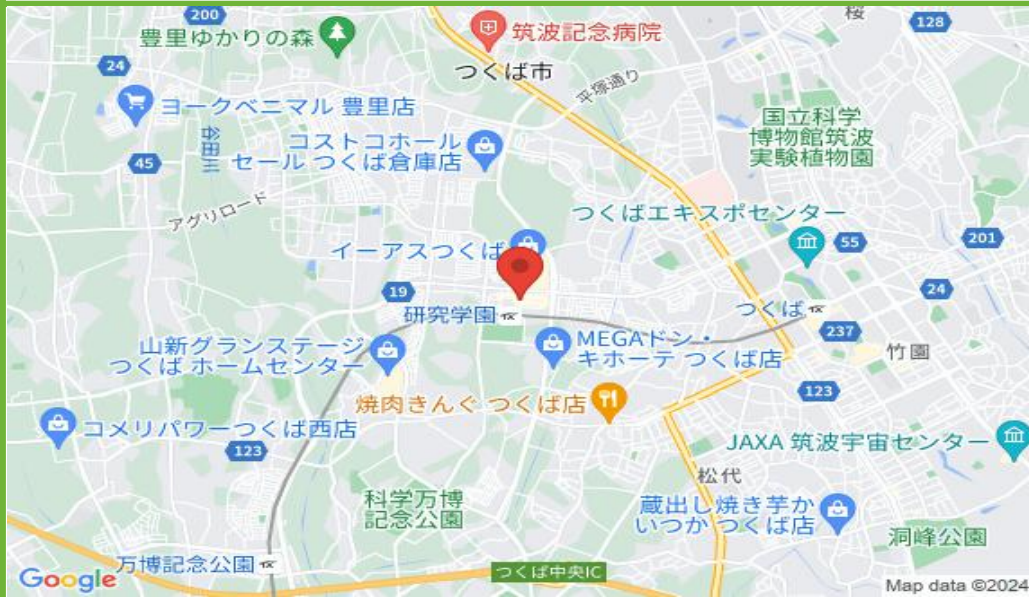 200
豊里ゆかりの森
筑波記念病院
桜
128
24
つくば市
平塚通り
ヨークベニマル 豊里店
谷田川
コストコホール
セール つくば倉庫店
国立科学
博物館筑波
実験植物園
45
アグリロード
つくばエキスポセンター
イーアスつくば
55
201
19
24
研究学園
つくば
237
山新グランステージ
つくば ホームセンター
MEGAドン・
キホーテ つくば店
竹園
123
焼肉きんぐ つくば店
コメリパワーつくば西店
123
JAXA 筑波宇宙センター
松代
科学万博
記念公園
蔵出し焼き芋か
いつか つくば店
洞峰公園
万博記念公園
つくば中央IC
Google
Map data ©2024